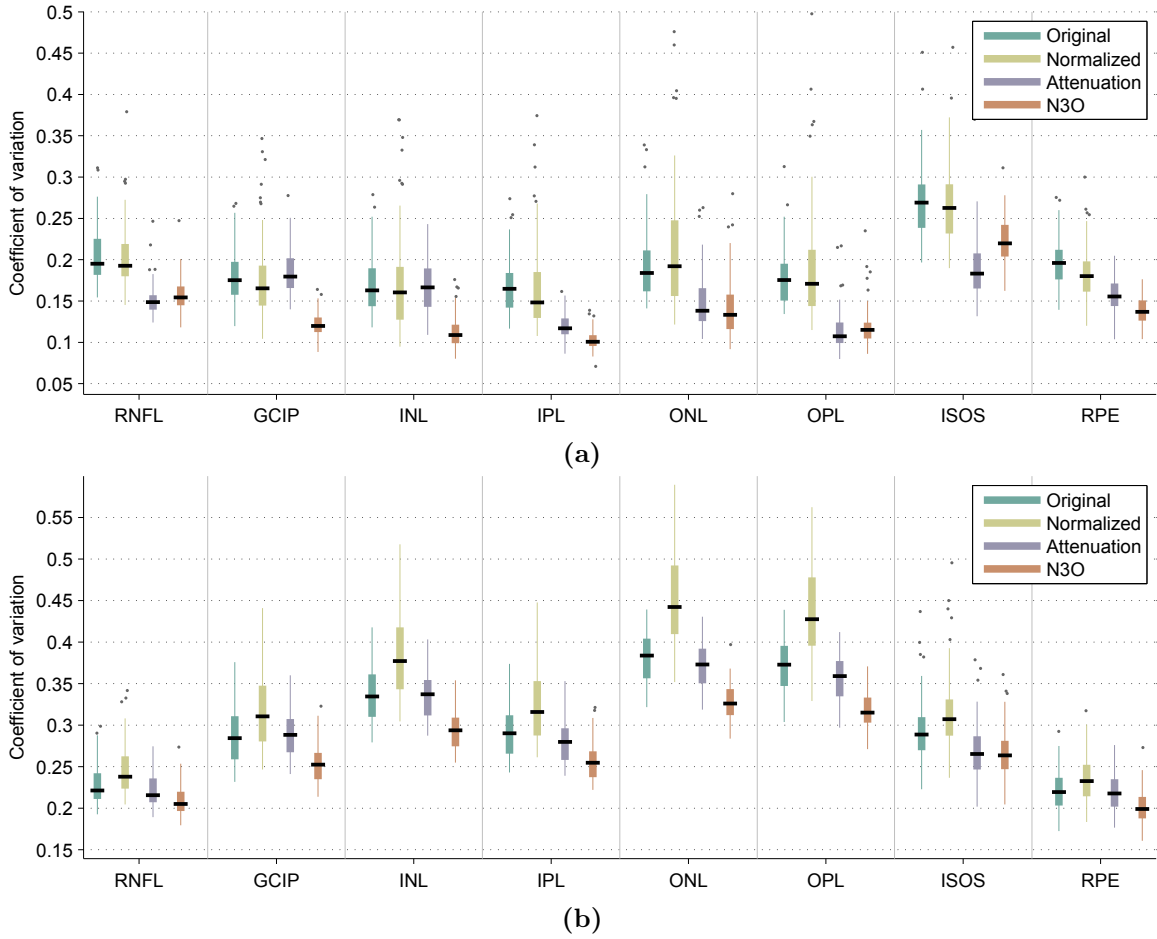 0.5
0.45
0.4
0.35
0.3
0.25
0.2
0.15
0.1
0.05
Coefficient of variation
Original
Normalized
Attenuation
N3O
RNFL GCIP INL IPL ONL OPL ISOS RPE
(a)
0.55
0.5
0.45
0.4
0.35
0.3
0.25
0.2
0.15
Coefficient of variation
Original
Normalized
Attenuation
N3O
RNFL GCIP INL IPL ONL OPL ISOS RPE
(b)